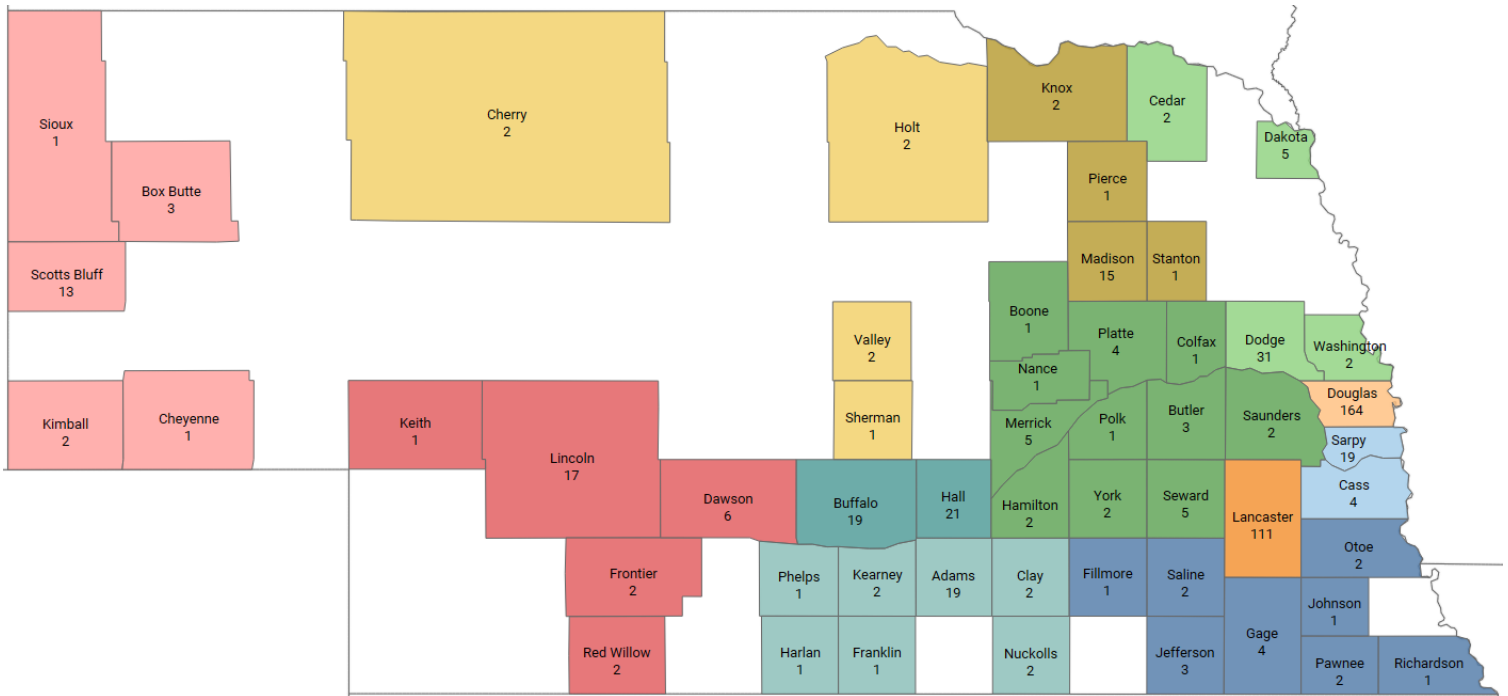 Sioux
1
Box Butte
3
Scotts Bluff
13
Kimball
2
Cheyenne
1
Cherry
2
Holt
2
Knox
2
Cedar
2
Dakota
5
Pierce
1
Madison
15
Stanton
1
Boone
1
Platte
4
Colfax
1
Dodge
31
Washington
2
Nance
1
Valley
2
Sherman
1
Merrick
5
Polk
1
Butler
3
Saunders
2
Douglas
164
Sarpy
19
Cass
4
Keith
1
Lincoln
17
Dawson
6
Buffalo
19
Hall
21
Hamilton
2
York
2
Seward
5
Lancaster
111
Otoe
2
Frontier
2
Phelps
1
Kearney
2
Adams
19
Clay
2
Fillmore
1
Saline
2
Johnson
1
Red Willow
2
Harlan
1
Franklin
1
Nuckolls
2
Jefferson
3
Gage
4
Pawnee
2
Richardson
1